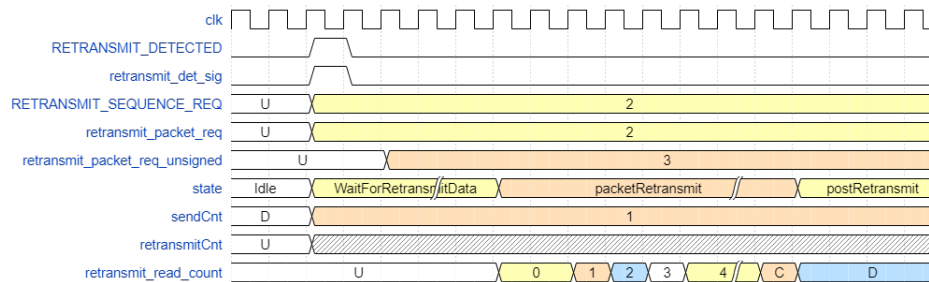 clk
RETRANSMIT_DETECTED
retransmit_det_sig
RETRANSMIT_SEQUENCE_REQ U 2
retransmit_packet_req U 2
retransmit_packet_req_unsigned U 3
state Idle WaitForRetransmitData packetRetransmit postRetransmit
sendCnt D 1
retransmitCnt U
retransmit_read_count U 0 1 2 3 4 C D